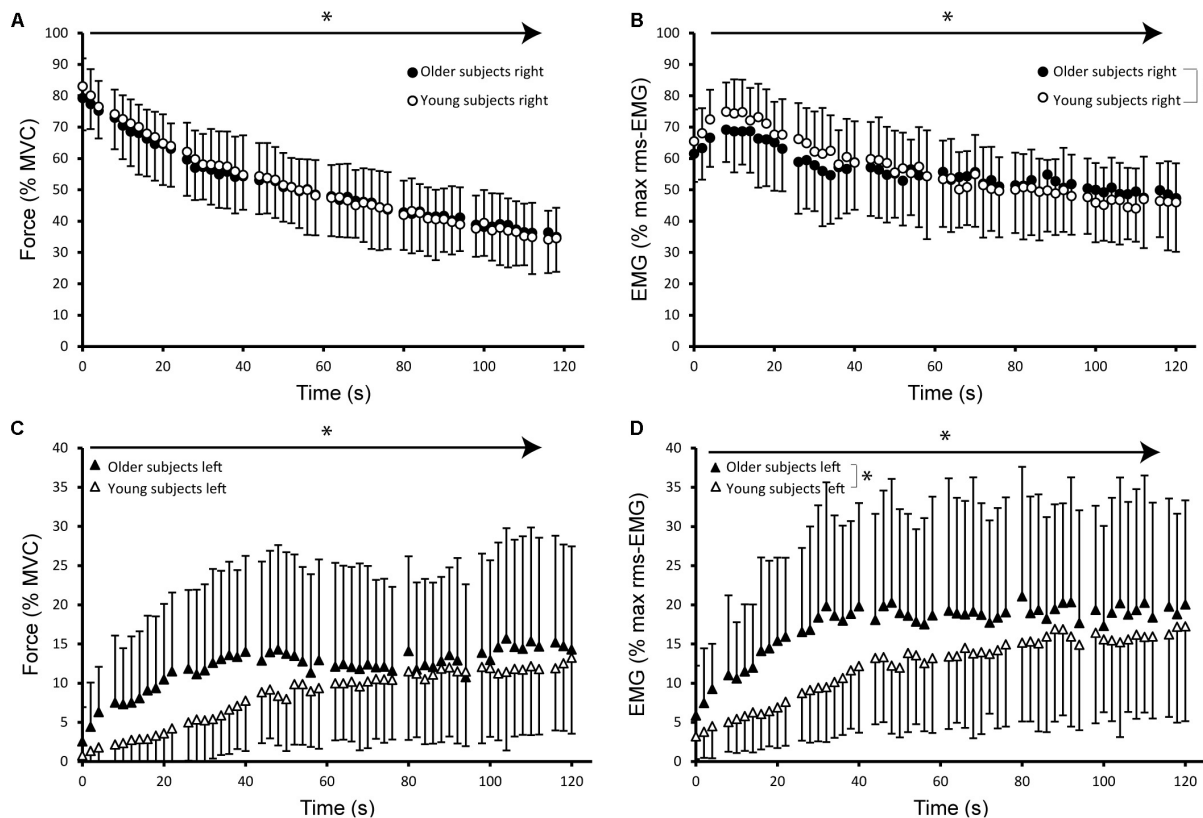 A
*
100
90
80
70
60
50
40
30
20
10
0
Force (% MVC)
Older subjects right
Young subjects right
0 20 40 60 80 100 120
Time (s)
B
*
100
90
80
70
60
50
40
30
20
10
0
EMG (% max rms-EMG)
Older subjects right
Young subjects right
0 20 40 60 80 100 120
Time (s)
C
*
40
35
30
25
20
15
10
5
0
Force (% MVC)
Older subjects left
Young subjects left
0 20 40 60 80 100 120
Time (s)
D
*
40
35
30
25
20
15
10
5
0
EMG (% max rms-EMG)
Older subjects left
Young subjects left
*
0 20 40 60 80 100 120
Time (s)